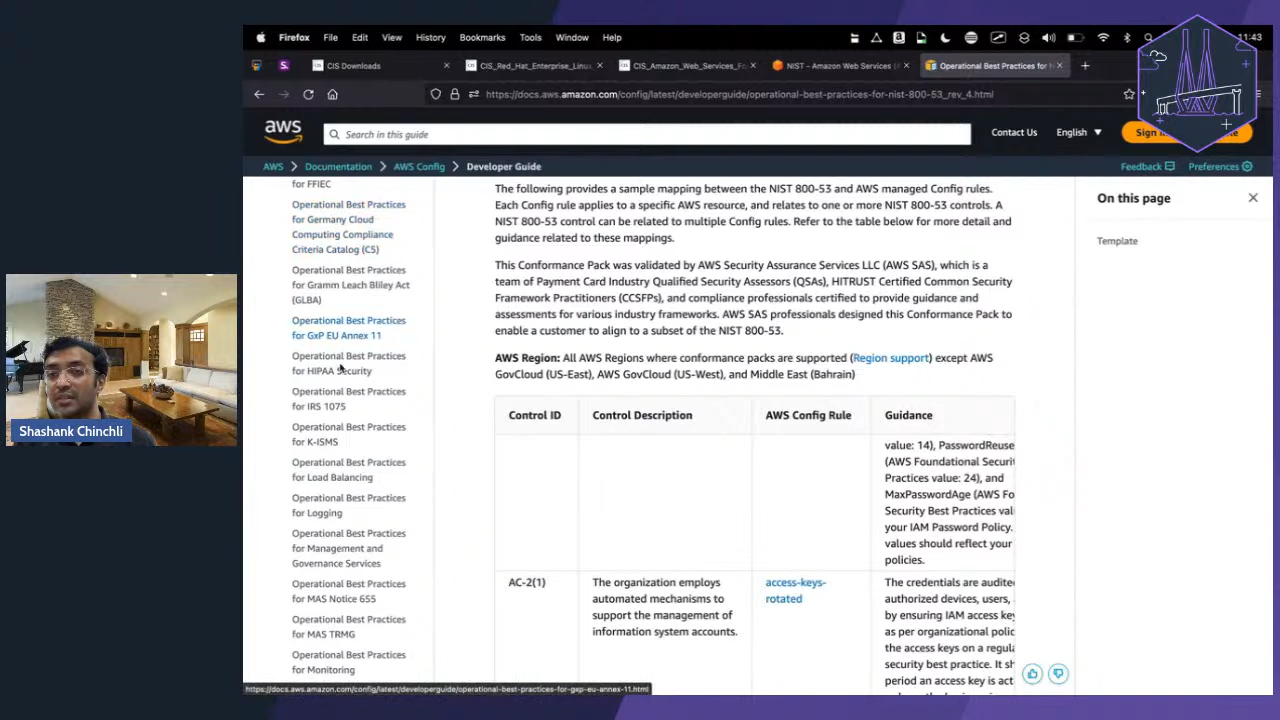 Firefox File Edit View History Bookmarks Tools Window Help
11:43
CIS Downloads
CIS_Red_Hat_Enterprise_Linux
CIS_Amazon_Web_Services_Fo
NIST – Amazon Web Services (
Operational Best Practices for N
https://docs.aws.amazon.com/config/latest/developerguide/operational-best-practices-for-nist-800-53_rev_4.html
aws
Search in this guide
Contact Us
English
Sign
AWS > Documentation > AWS Config > Developer Guide
Feedback
Preferences
for FFIEC
Operational Best Practices
for Germany Cloud
Computing Compliance
Criteria Catalog (C5)
Operational Best Practices
for Gramm Leach Bliley Act
(GLBA)
Operational Best Practices
for GxP EU Annex 11
Operational Best Practices
for HIPAA Security
Operational Best Practices
for IRS 1075
Operational Best Practices
for K-ISMS
Operational Best Practices
for Load Balancing
Operational Best Practices
for Logging
Operational Best Practices
for Management and
Governance Services
Operational Best Practices
for MAS Notice 655
Operational Best Practices
for MAS TRMG
Operational Best Practices
for Monitoring
The following provides a sample mapping between the NIST 800-53 and AWS managed Config rules.
Each Config rule applies to a specific AWS resource, and relates to one or more NIST 800-53 controls. A
NIST 800-53 control can be related to multiple Config rules. Refer to the table below for more detail and
guidance related to these mappings.
This Conformance Pack was validated by AWS Security Assurance Services LLC (AWS SAS), which is a
team of Payment Card Industry Qualified Security Assessors (QSAs), HITRUST Certified Common Security
Framework Practitioners (CCSFPs), and compliance professionals certified to provide guidance and
assessments for various industry frameworks. AWS SAS professionals designed this Conformance Pack to
enable a customer to align to a subset of the NIST 800-53.
AWS Region: All AWS Regions where conformance packs are supported (Region support) except AWS
GovCloud (US-East), AWS GovCloud (US-West), and Middle East (Bahrain)
Control ID
Control Description
AWS Config Rule
Guidance
value: 14), PasswordReuse
(AWS Foundational Securi
Practices value: 24), and
MaxPasswordAge (AWS Fo
Security Best Practices val
your IAM Password Policy.
values should reflect your
policies.
AC-2(1)
The organization employs
automated mechanisms to
support the management of
information system accounts.
access-keys-
rotated
The credentials are audite
authorized devices, users,
by ensuring IAM access key
as per organizational polic
the access keys on a regula
security best practice. It sh
period an access key is act
On this page
Template
https://docs.aws.amazon.com/config/latest/developerguide/operational-best-practices-for-gxp-eu-annex-11.html
Shashank Chinchli